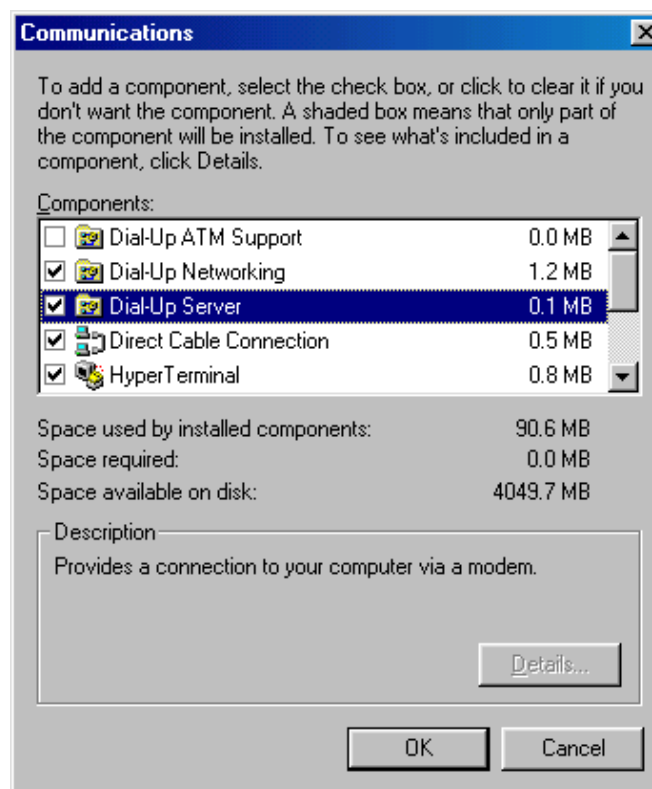 Communications
To add a component, select the check box, or click to clear it if you
don't want the component. A shaded box means that only part of
the component will be installed. To see what's included in a
component, click Details.
Components:
Dial-Up ATM Support 0.0 MB
Dial-Up Networking 1.2 MB
Dial-Up Server 0.1 MB
Direct Cable Connection 0.5 MB
HyperTerminal 0.8 MB
Space used by installed components: 90.6 MB
Space required: 0.0 MB
Space available on disk: 4049.7 MB
Description
Provides a connection to your computer via a modem.
Details...
OK Cancel